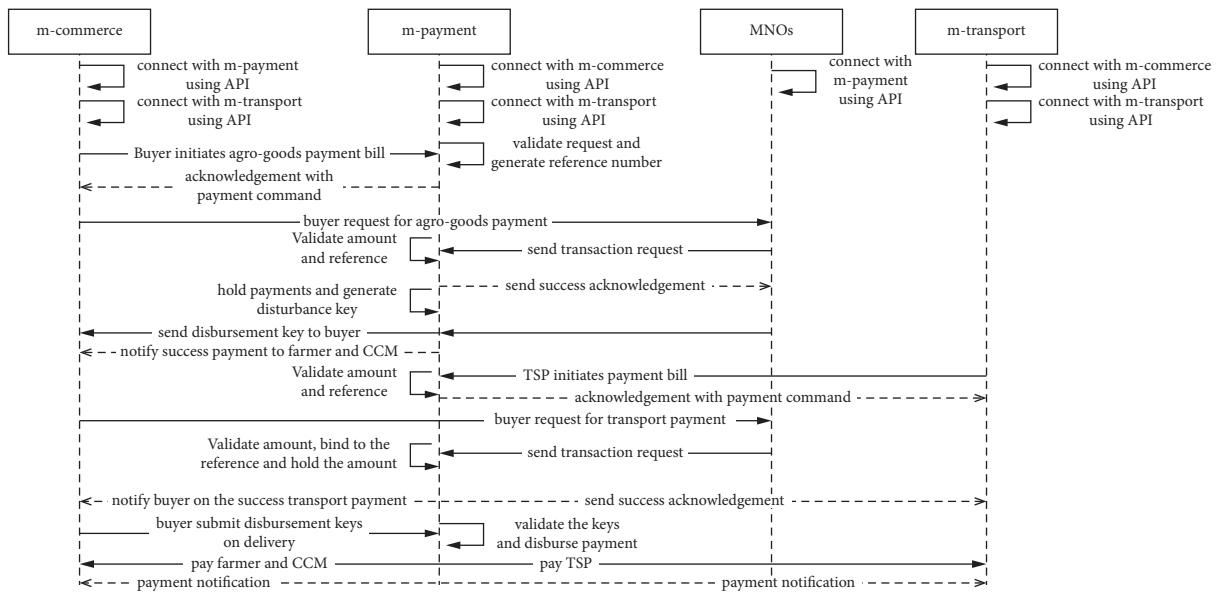 m-commerce
m-payment
MNOs
m-transport
connect with m-payment
using API
connect with m-commerce
using API
connect with
m-payment
using API
connect with m-commerce
using API
connect with m-transport
using API
connect with m-transport
using API
connect with m-transport
using API
Buyer initiates agro-goods payment bill
validate request and
generate reference number
acknowledgement with
payment command
buyer request for agro-goods payment
Validate amount
and reference
send transaction request
hold payments and generate
disturbance key
send success acknowledgement
send disbursement key to buyer
notify success payment to farmer and CCM
Validate amount
and reference
TSP initiates payment bill
acknowledgement with payment command
buyer request for transport payment
Validate amount, bind to the
reference and hold the amount
send transaction request
notify buyer on the success transport payment
send success acknowledgement
buyer submit disbursement keys
on delivery
validate the keys
and disburse payment
pay farmer and CCM
pay TSP
payment notification
payment notification